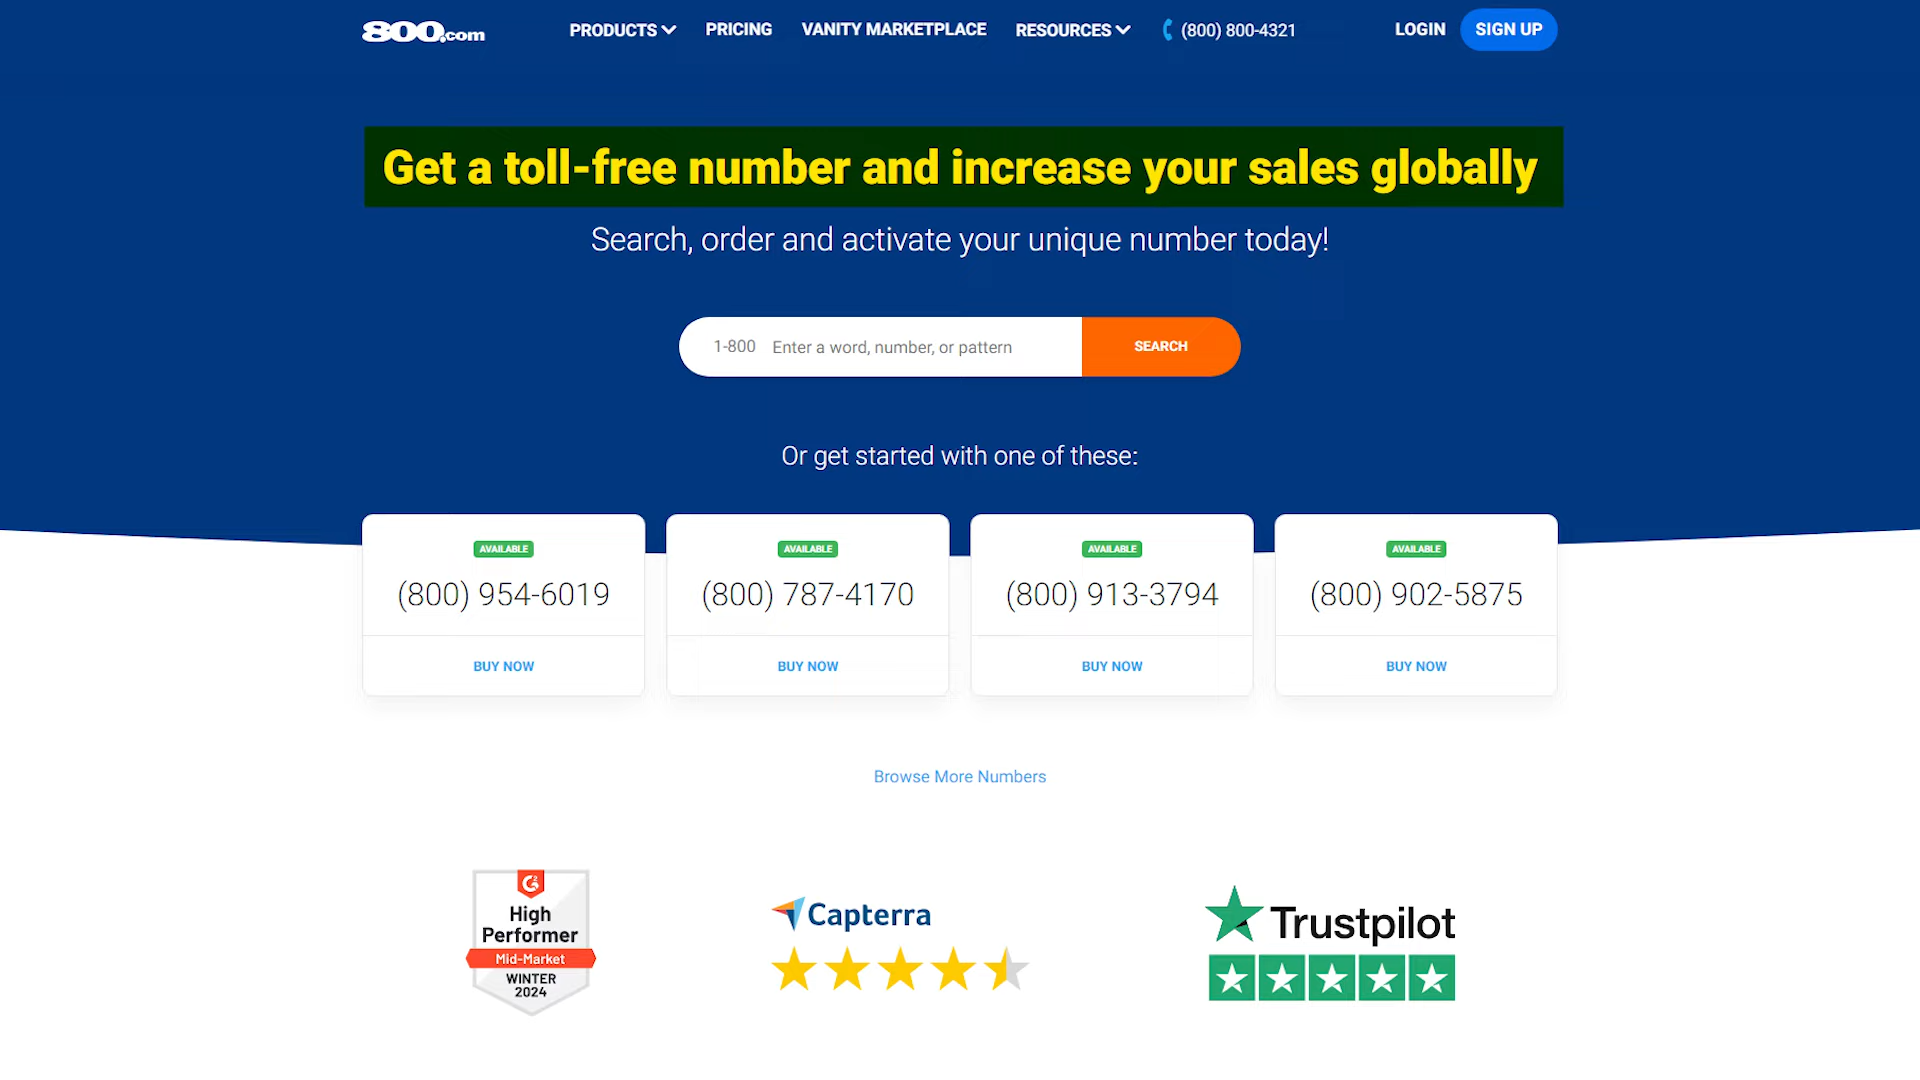 800.com
PRODUCTS
PRICING
VANITY MARKETPLACE
RESOURCES
(800) 800-4321
LOGIN
SIGN UP
Get a toll-free number and increase your sales globally
Search, order and activate your unique number today!
1-800 Enter a word, number, or pattern
SEARCH
Or get started with one of these:
AVAILABLE
(800) 954-6019
BUY NOW
AVAILABLE
(800) 787-4170
BUY NOW
AVAILABLE
(800) 913-3794
BUY NOW
AVAILABLE
(800) 902-5875
BUY NOW
Browse More Numbers
G2
High
Performer
Mid-Market
WINTER
2024
Capterra
Trustpilot